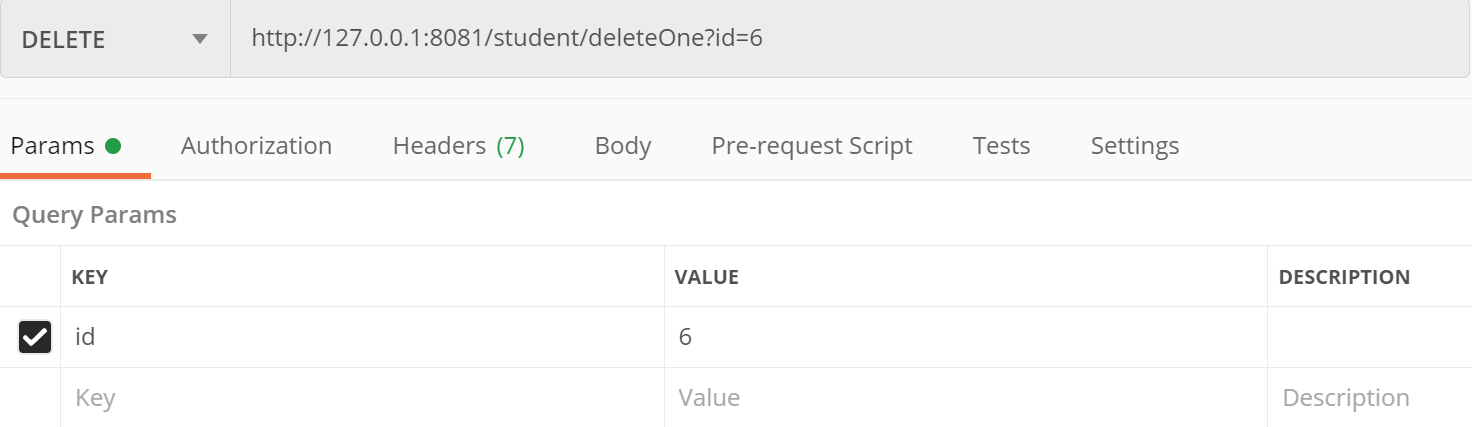 DELETE http://127.0.0.1:8081/student/deleteOne?id=6
Params Authorization Headers (7) Body Pre-request Script Tests Settings
Query Params
KEY VALUE DESCRIPTION
id 6
Key Value Description